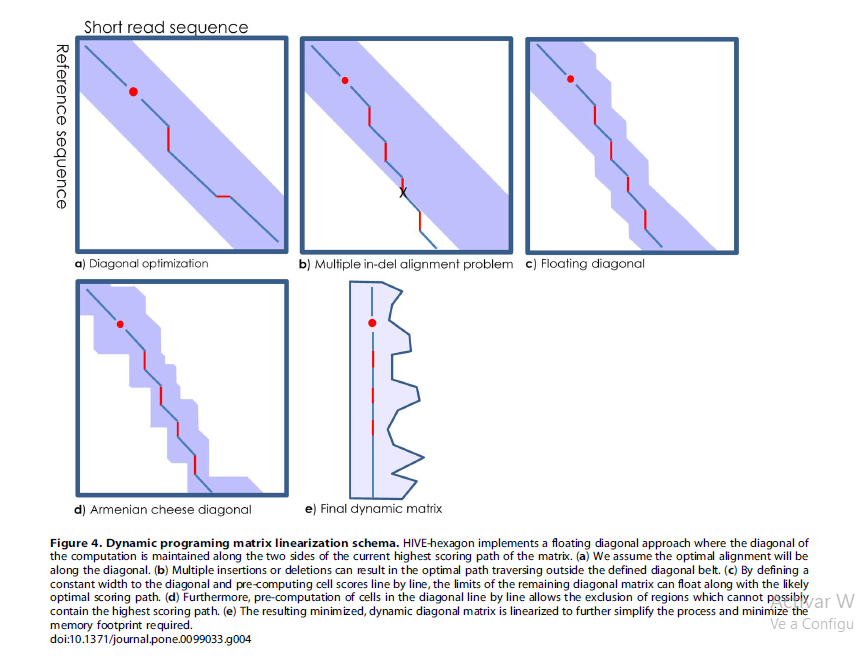 Short read sequence
Reference sequence
a) Diagonal optimization
b) Multiple in-del alignment problem
c) Floating diagonal
X
d) Armenian cheese diagonal
e) Final dynamic matrix
Figure 4. Dynamic programing matrix linearization schema. HIVE-hexagon implements a floating diagonal approach where the diagonal of
the computation is maintained along the two sides of the current highest scoring path of the matrix. (a) We assume the optimal alignment will be
along the diagonal. (b) Multiple insertions or deletions can result in the optimal path traversing outside the defined diagonal belt. (c) By defining a
constant width to the diagonal and pre-computing cell scores line by line, the limits of the remaining diagonal matrix can float along with the likely
optimal scoring path. (d) Furthermore, pre-computation of cells in the diagonal line by line allows the exclusion of regions which cannot possibly
contain the highest scoring path. (e) The resulting minimized, dynamic diagonal matrix is linearized to further simplify the process and minimize the
memory footprint required.
doi:10.1371/journal.pone.0099033.g004
Activar W
Ve a Configu